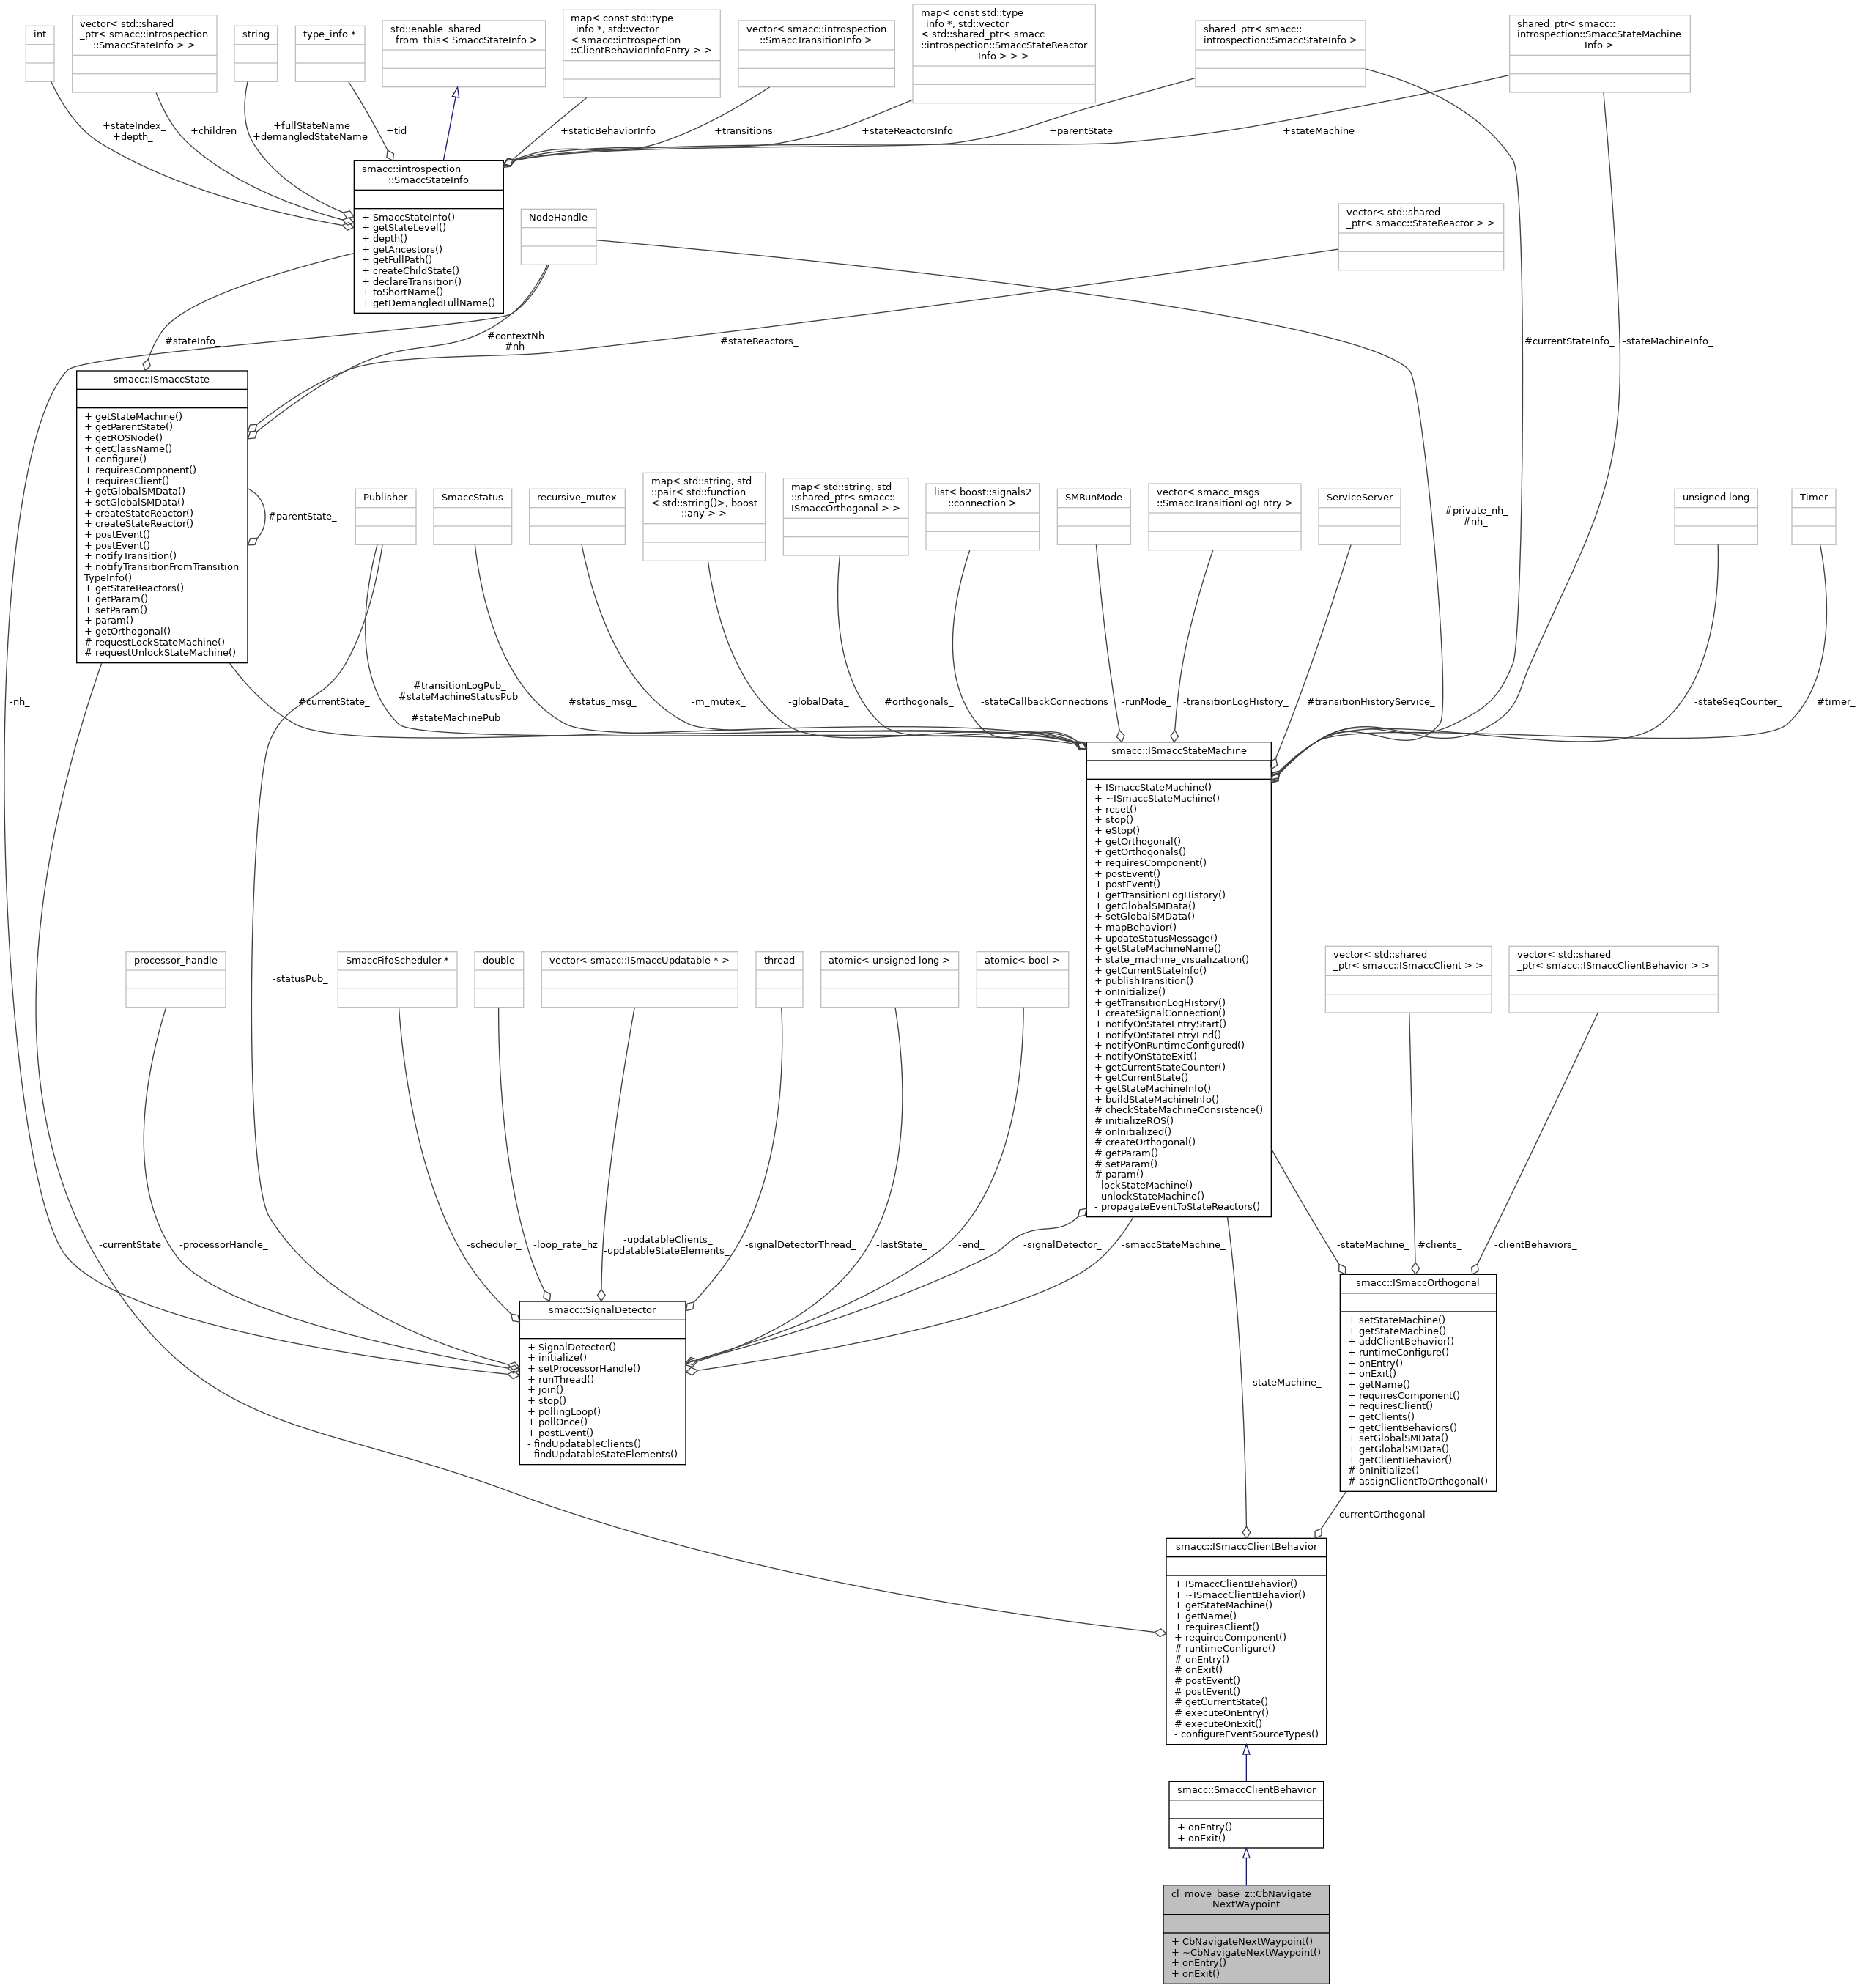 int
vector< std::shared
_ptr< smacc::introspection
::SmaccStateInfo > >
string
type_info *
std::enable_shared
_from_this< SmaccStateInfo >
map< const std::type
_info *, std::vector
< smacc::introspection
::ClientBehaviorInfoEntry > >
vector< smacc::introspection
::SmaccTransitionInfo >
map< const std::type
_info *, std::vector
< std::shared_ptr< smacc
::introspection::SmaccStateReactor
Info > > >
shared_ptr< smacc::
introspection::SmaccStateInfo >
shared_ptr< smacc::
introspection::SmaccStateMachine
Info >
+stateIndex_
+depth_
+children_
+fullStateName
+demangledStateName
+tid_
+staticBehaviorInfo
+transitions_
+stateReactorsInfo
+parentState_
+stateMachine_
smacc::introspection
::SmaccStateInfo
+ SmaccStateInfo()
+ getStateLevel()
+ depth()
+ getAncestors()
+ getFullPath()
+ createChildState()
+ declareTransition()
+ toShortName()
+ getDemangledFullName()
NodeHandle
vector< std::shared
_ptr< smacc::StateReactor > >
#stateInfo_
#contextNh
#nh
#stateReactors_
#currentStateInfo_
-stateMachineInfo_
smacc::ISmaccState
+ getStateMachine()
+ getParentState()
+ getROSNode()
+ getClassName()
+ configure()
+ requiresComponent()
+ requiresClient()
+ getGlobalSMData()
+ setGlobalSMData()
+ createStateReactor()
+ createStateReactor()
+ postEvent()
+ postEvent()
+ notifyTransition()
+ notifyTransitionFromTransition
TypeInfo()
+ getStateReactors()
+ getParam()
+ setParam()
+ param()
+ getOrthogonal()
# requestLockStateMachine()
# requestUnlockStateMachine()
#parentState_
Publisher
SmaccStatus
recursive_mutex
map< std::string, std
::pair< std::function
< std::string()>, boost
::any > >
map< std::string, std
::shared_ptr< smacc::
ISmaccOrthogonal > >
list< boost::signals2
::connection >
SMRunMode
vector< smacc_msgs
::SmaccTransitionLogEntry >
ServiceServer
#private_nh_
#nh_
unsigned long
Timer
-nh_
#currentState_
#transitionLogPub_
#stateMachineStatusPub
_
#stateMachinePub_
#status_msg_
-m_mutex_
-globalData_
#orthogonals_
-stateCallbackConnections
-runMode_
-transitionLogHistory_
#transitionHistoryService_
-stateSeqCounter_
#timer_
smacc::ISmaccStateMachine
+ ISmaccStateMachine()
+ ~ISmaccStateMachine()
+ reset()
+ stop()
+ eStop()
+ getOrthogonal()
+ getOrthogonals()
+ requiresComponent()
+ postEvent()
+ postEvent()
+ getTransitionLogHistory()
+ getGlobalSMData()
+ setGlobalSMData()
+ mapBehavior()
+ updateStatusMessage()
+ getStateMachineName()
+ state_machine_visualization()
+ getCurrentStateInfo()
+ publishTransition()
+ onInitialize()
+ getTransitionLogHistory()
+ createSignalConnection()
+ notifyOnStateEntryStart()
+ notifyOnStateEntryEnd()
+ notifyOnRuntimeConfigured()
+ notifyOnStateExit()
+ getCurrentStateCounter()
+ getCurrentState()
+ getStateMachineInfo()
+ buildStateMachineInfo()
# checkStateMachineConsistence()
# initializeROS()
# onInitialized()
# createOrthogonal()
# getParam()
# setParam()
# param()
- lockStateMachine()
- unlockStateMachine()
- propagateEventToStateReactors()
-statusPub_
processor_handle
SmaccFifoScheduler *
double
vector< smacc::ISmaccUpdatable * >
thread
atomic< unsigned long >
atomic< bool >
vector< std::shared
_ptr< smacc::ISmaccClient > >
vector< std::shared
_ptr< smacc::ISmaccClientBehavior > >
-currentState
-processorHandle_
-scheduler_
-loop_rate_hz
-updatableClients_
-updatableStateElements_
-signalDetectorThread_
-lastState_
-end_
-signalDetector_
-smaccStateMachine_
-stateMachine_
#clients_
-clientBehaviors_
smacc::SignalDetector
+ SignalDetector()
+ initialize()
+ setProcessorHandle()
+ runThread()
+ join()
+ stop()
+ pollingLoop()
+ pollOnce()
+ postEvent()
- findUpdatableClients()
- findUpdatableStateElements()
smacc::ISmaccOrthogonal
+ setStateMachine()
+ getStateMachine()
+ addClientBehavior()
+ runtimeConfigure()
+ onEntry()
+ onExit()
+ getName()
+ requiresComponent()
+ requiresClient()
+ getClients()
+ getClientBehaviors()
+ setGlobalSMData()
+ getGlobalSMData()
+ getClientBehavior()
# onInitialize()
# assignClientToOrthogonal()
-stateMachine_
-currentOrthogonal
smacc::ISmaccClientBehavior
+ ISmaccClientBehavior()
+ ~ISmaccClientBehavior()
+ getStateMachine()
+ getName()
+ requiresClient()
+ requiresComponent()
# runtimeConfigure()
# onEntry()
# onExit()
# postEvent()
# postEvent()
# getCurrentState()
# executeOnEntry()
# executeOnExit()
- configureEventSourceTypes()
smacc::SmaccClientBehavior
+ onEntry()
+ onExit()
cl_move_base_z::CbNavigate
NextWaypoint
+ CbNavigateNextWaypoint()
+ ~CbNavigateNextWaypoint()
+ onEntry()
+ onExit()